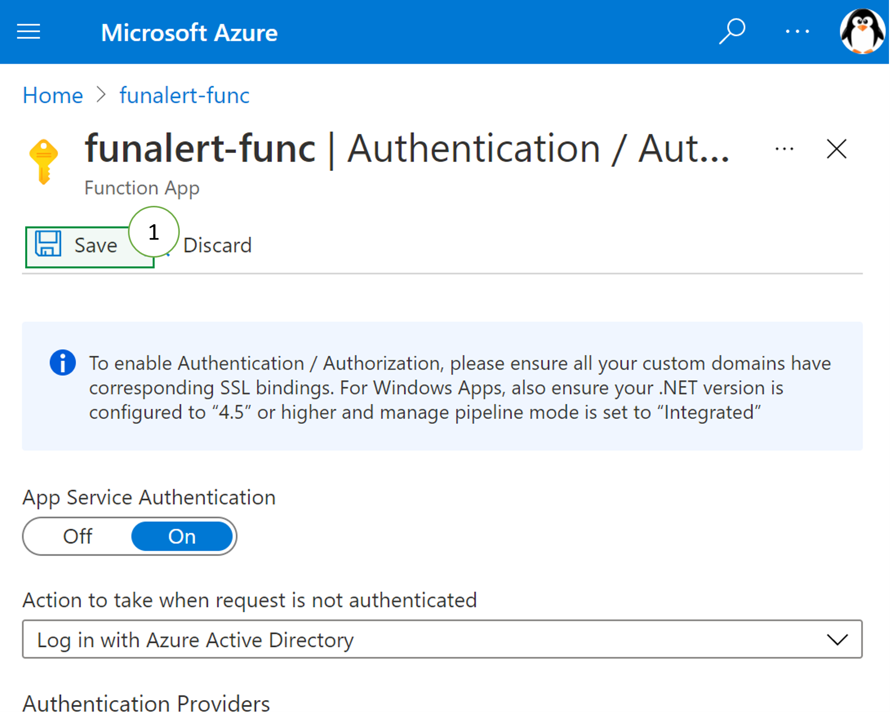 Microsoft Azure
Home > funalert-func
funalert-func | Authentication / Aut...
Function App
Save 1 Discard
To enable Authentication / Authorization, please ensure all your custom domains have
corresponding SSL bindings. For Windows Apps, also ensure your .NET version is
configured to “4.5” or higher and manage pipeline mode is set to “Integrated”
App Service Authentication
Off On
Action to take when request is not authenticated
Log in with Azure Active Directory
Authentication Providers